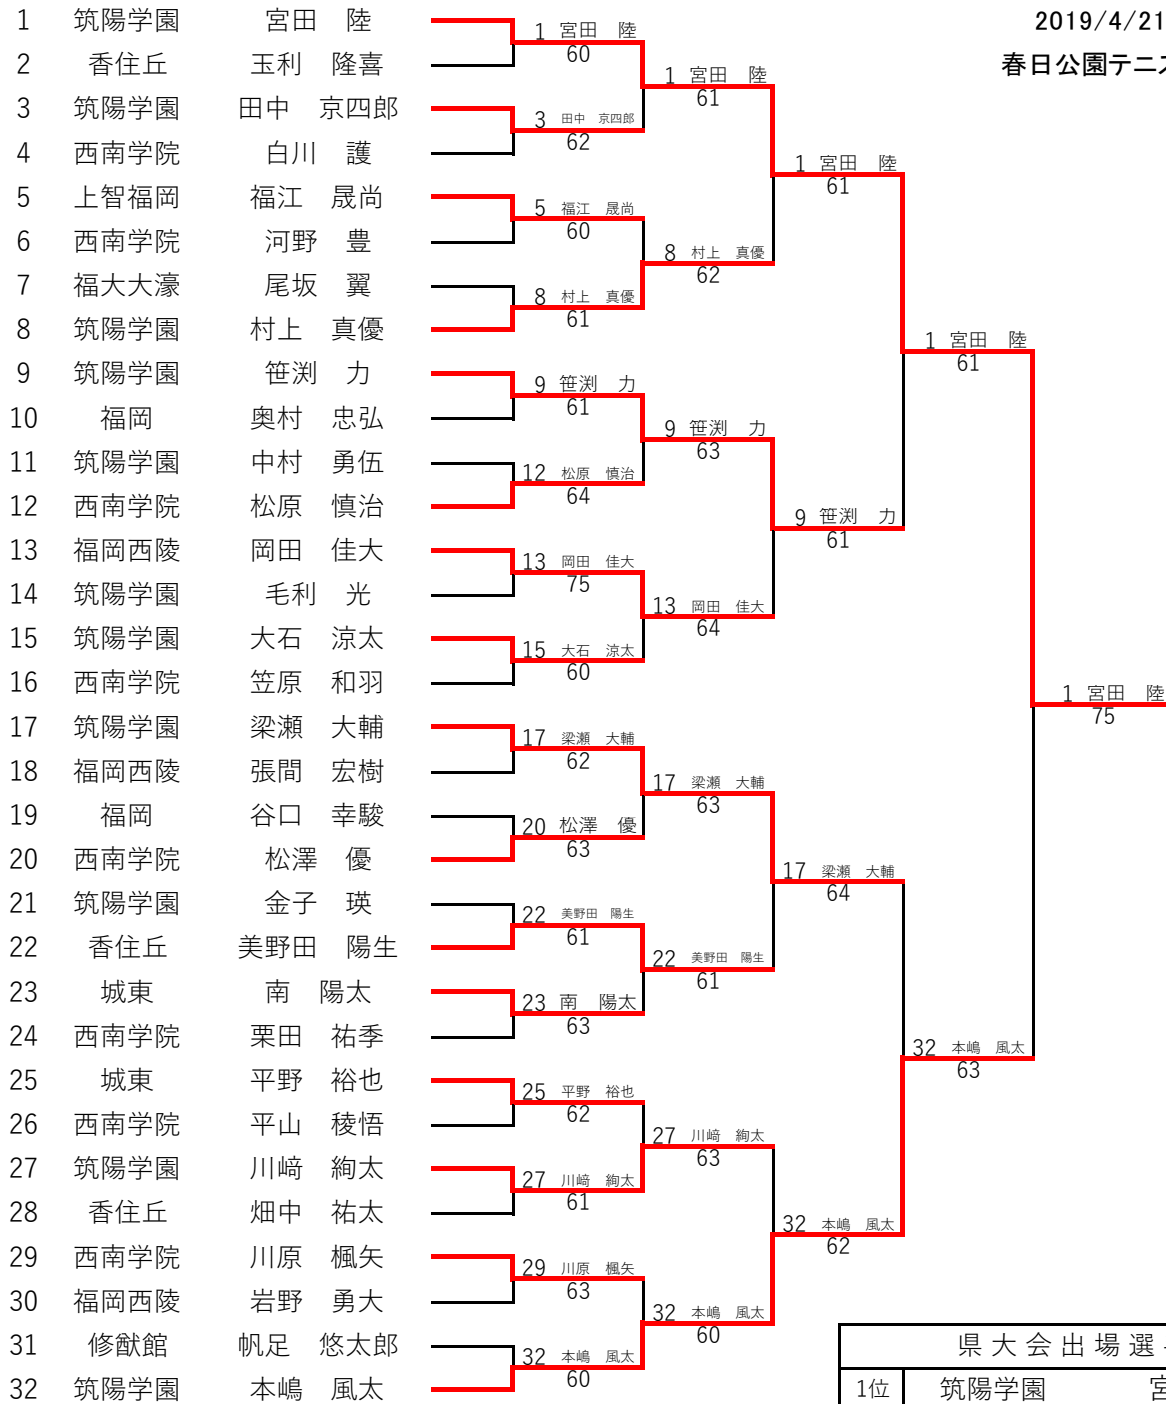 2019/4/21
春日公園テニス
1 筑陽学園 宮田 陸
2 香住丘 玉利 隆喜
3 筑陽学園 田中 京四郎
4 西南学院 白川 護
5 上智福岡 福江 晟尚
6 西南学院 河野 豊
7 福大大濠 尾坂 翼
8 筑陽学園 村上 真優
9 筑陽学園 笹渕 力
10 福岡 奥村 忠弘
11 筑陽学園 中村 勇伍
12 西南学院 松原 慎治
13 福岡西陵 岡田 佳大
14 筑陽学園 毛利 光
15 筑陽学園 大石 涼太
16 西南学院 笠原 和羽
17 筑陽学園 梁瀬 大輔
18 福岡西陵 張間 宏樹
19 福岡 谷口 幸駿
20 西南学院 松澤 優
21 筑陽学園 金子 瑛
22 香住丘 美野田 陽生
23 城東 南 陽太
24 西南学院 栗田 祐季
25 城東 平野 裕也
26 西南学院 平山 稜悟
27 筑陽学園 川﨑 絢太
28 香住丘 畑中 祐太
29 西南学院 川原 楓矢
30 福岡西陵 岩野 勇大
31 修猷館 帆足 悠太郎
32 筑陽学園 本嶋 風太
1 宮田 陸
60
3 田中 京四郎
62
5 福江 晟尚
60
8 村上 真優
61
9 笹渕 力
61
12 松原 慎治
64
13 岡田 佳大
75
15 大石 涼太
60
17 梁瀬 大輔
62
20 松澤 優
63
22 美野田 陽生
61
23 南 陽太
63
25 平野 裕也
62
27 川﨑 絢太
61
29 川原 楓矢
63
32 本嶋 風太
60
1 宮田 陸
61
8 村上 真優
62
9 笹渕 力
63
13 岡田 佳大
64
17 梁瀬 大輔
63
22 美野田 陽生
61
27 川﨑 絢太
63
32 本嶋 風太
60
1 宮田 陸
61
9 笹渕 力
61
17 梁瀬 大輔
64
32 本嶋 風太
62
1 宮田 陸
61
32 本嶋 風太
63
1 宮田 陸
75
県大会出場選
1位 筑陽学園 宮